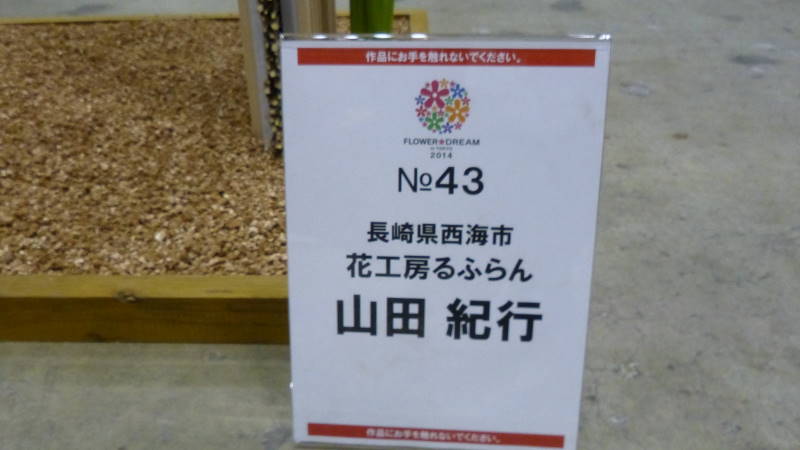 作品にお手を触れないでください。
FLOWER★DREAM
in TOKYO
2014
№43
長崎県西海市
花工房るふらん
山田 紀行
作品にお手を触れないでください。